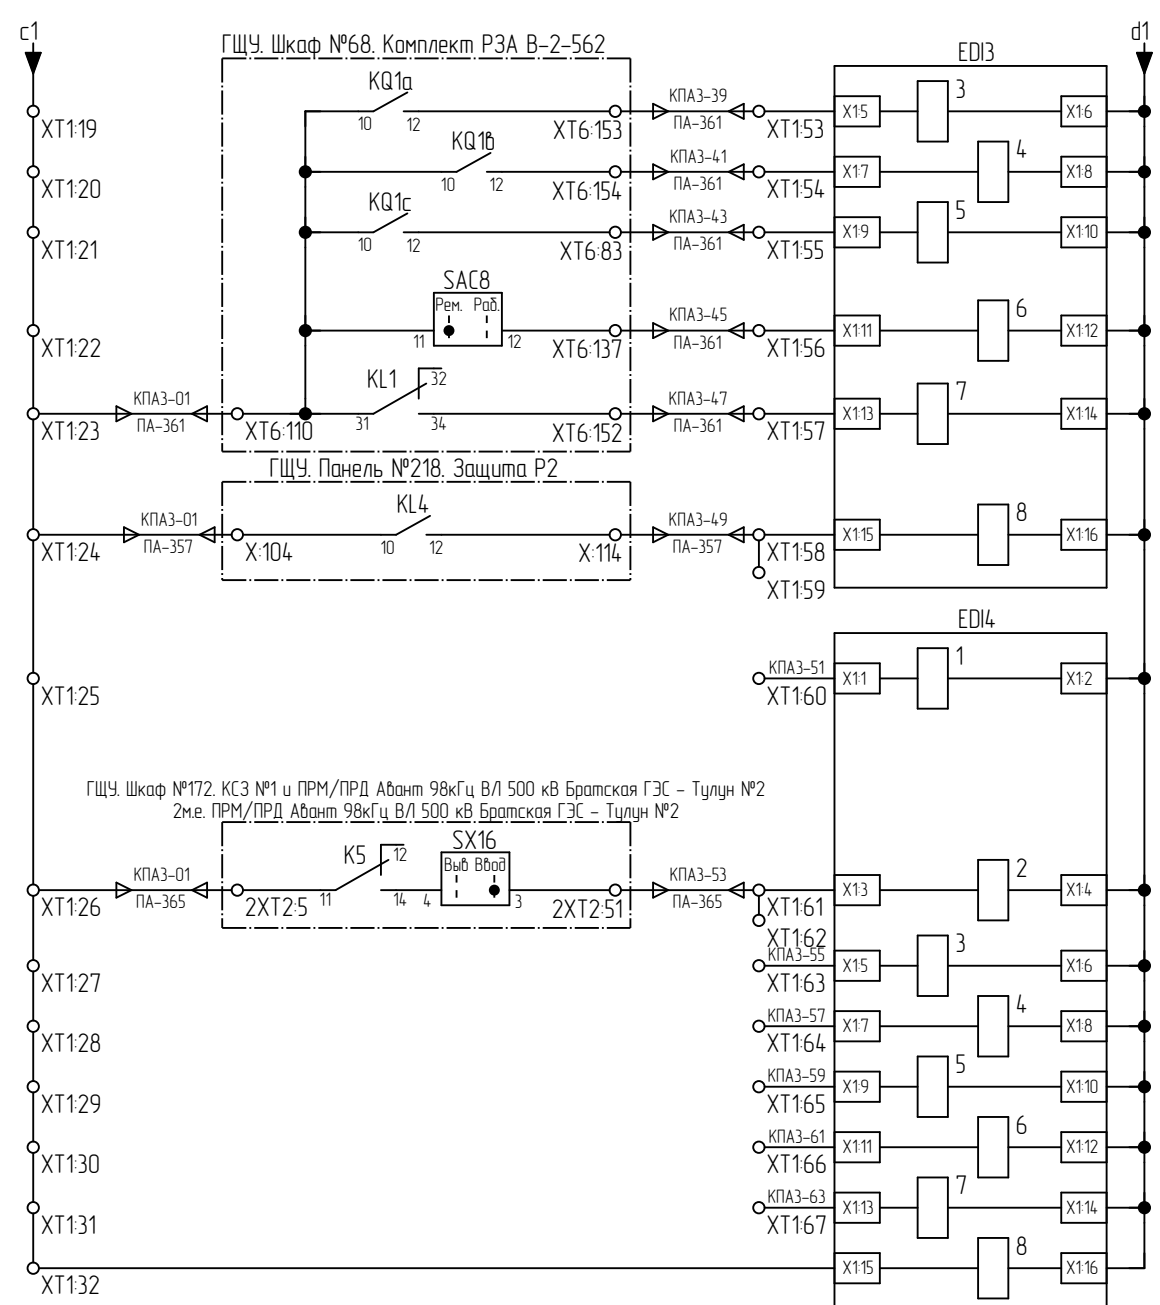 c1
d1
ГЩУ. Шкаф №68. Комплект РЗА В-2-562
EDI3
KQ1a
10 12
XT1:19
XT6:153
КПАЗ-39
ПА-361
XT1:53
X1:5
3
X1:6
KQ1в
10 12
XT1:20
XT6:154
КПАЗ-41
ПА-361
XT1:54
X1:7
4
X1:8
KQ1c
10 12
XT1:21
XT6:83
КПАЗ-43
ПА-361
XT1:55
X1:9
5
X1:10
SAC8
Рем. Раб.
11 12
XT1:22
XT6:137
КПАЗ-45
ПА-361
XT1:56
X1:11
6
X1:12
КПАЗ-01
ПА-361
XT1:23
XT6:110
KL1
32
31 34
XT6:152
КПАЗ-47
ПА-361
XT1:57
X1:13
7
X1:14
ГЩУ. Панель №218. Защита Р2
КПАЗ-01
ПА-357
XT1:24
X:104
KL4
10 12
X:114
КПАЗ-49
ПА-357
XT1:58
XT1:59
X1:15
8
X1:16
EDI4
XT1:25
КПАЗ-51
XT1:60
X1:1
1
X1:2
ГЩУ. Шкаф №172. КСЗ №1 и ПРМ/ПРД Авант 98кГц ВЛ 500 кВ Братская ГЭС - Тулун №2
2м.е. ПРМ/ПРД Авант 98кГц ВЛ 500 кВ Братская ГЭС - Тулун №2
КПАЗ-01
ПА-365
XT1:26
2XT2:5
K5
12
11 14
SX16
Выв Ввод
4 3
2XT2:51
КПАЗ-53
ПА-365
XT1:61
XT1:62
X1:3
2
X1:4
XT1:27
КПАЗ-55
XT1:63
X1:5
3
X1:6
XT1:28
КПАЗ-57
XT1:64
X1:7
4
X1:8
XT1:29
КПАЗ-59
XT1:65
X1:9
5
X1:10
XT1:30
КПАЗ-61
XT1:66
X1:11
6
X1:12
XT1:31
КПАЗ-63
XT1:67
X1:13
7
X1:14
XT1:32
X1:15
8
X1:16